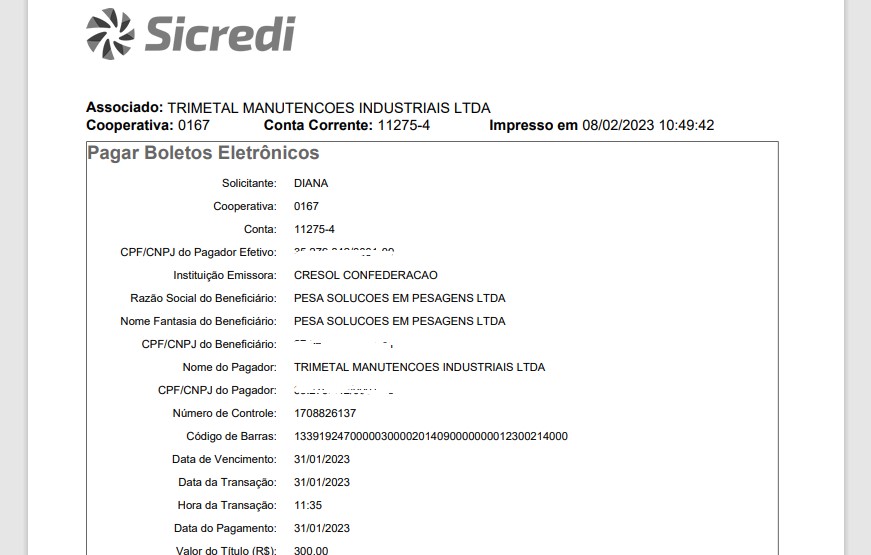 Sicredi
Associado: TRIMETAL MANUTENCOES INDUSTRIAIS LTDA
Cooperativa: 0167 Conta Corrente: 11275-4 Impresso em 08/02/2023 10:49:42
Pagar Boletos Eletrônicos
Solicitante: DIANA
Cooperativa: 0167
Conta: 11275-4
CPF/CNPJ do Pagador Efetivo:
Instituição Emissora: CRESOL CONFEDERACAO
Razão Social do Beneficiário: PESA SOLUCOES EM PESAGENS LTDA
Nome Fantasia do Beneficiário: PESA SOLUCOES EM PESAGENS LTDA
CPF/CNPJ do Beneficiário:
Nome do Pagador: TRIMETAL MANUTENCOES INDUSTRIAIS LTDA
CPF/CNPJ do Pagador:
Número de Controle: 1708826137
Código de Barras: 13391924700000300002014090000000012300214000
Data de Vencimento: 31/01/2023
Data da Transação: 31/01/2023
Hora da Transação: 11:35
Data do Pagamento: 31/01/2023
Valor do Título (R$): 300,00